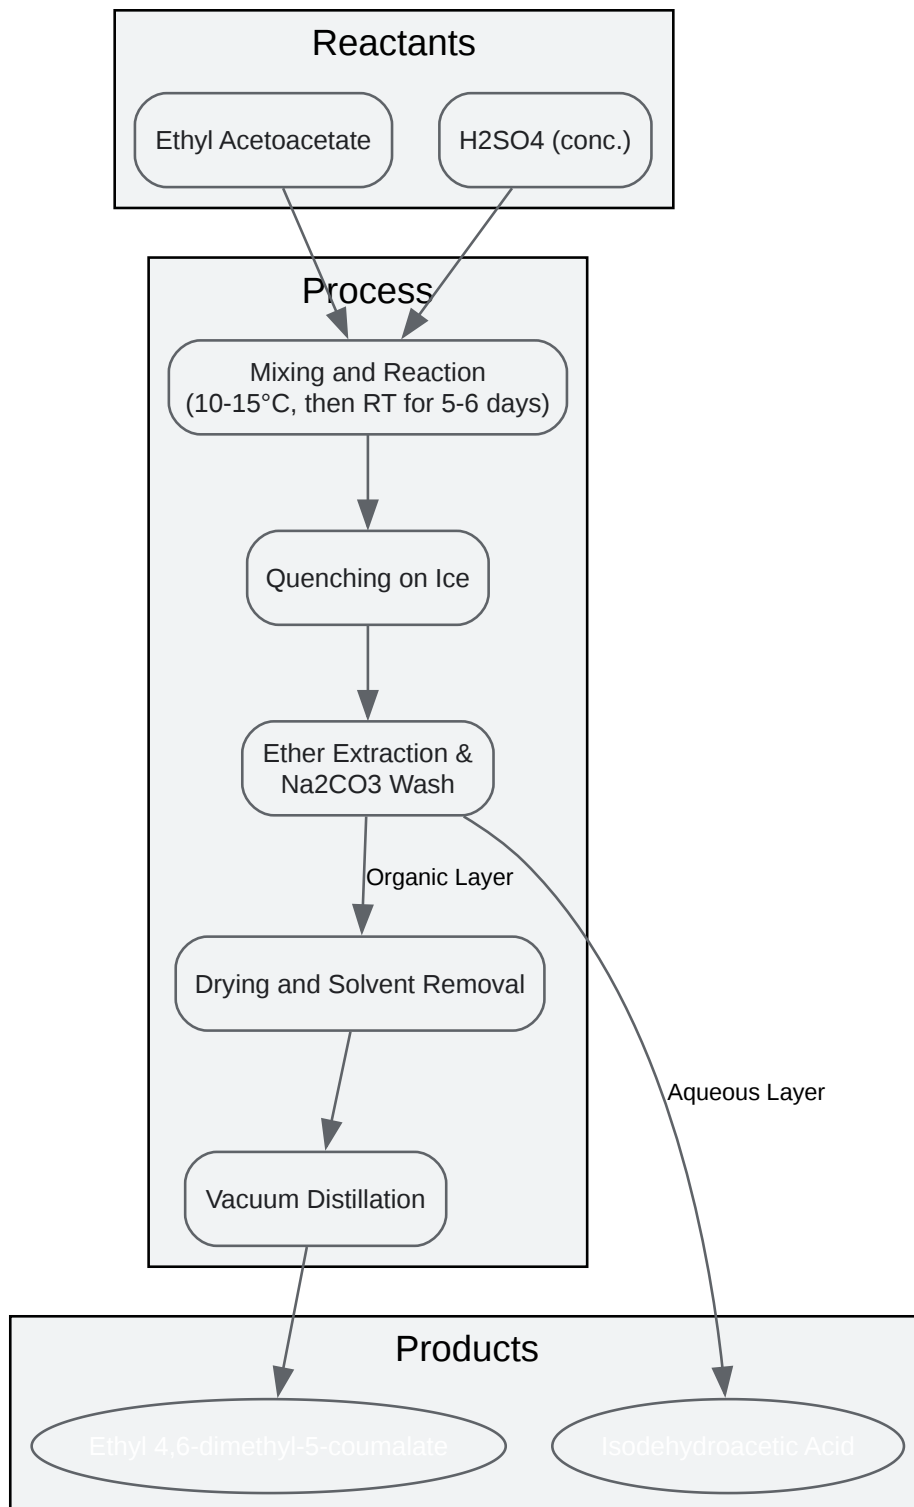 Reactants
Ethyl Acetoacetate
H2SO4 (conc.)
Process
Mixing and Reaction
(10-15°C, then RT for 5-6 days)
Quenching on Ice
Ether Extraction &
Na2CO3 Wash
Organic Layer
Drying and Solvent Removal
Aqueous Layer
Vacuum Distillation
Products
Ethyl 4,6-dimethyl-5-coumalate
Isodehydroacetic Acid